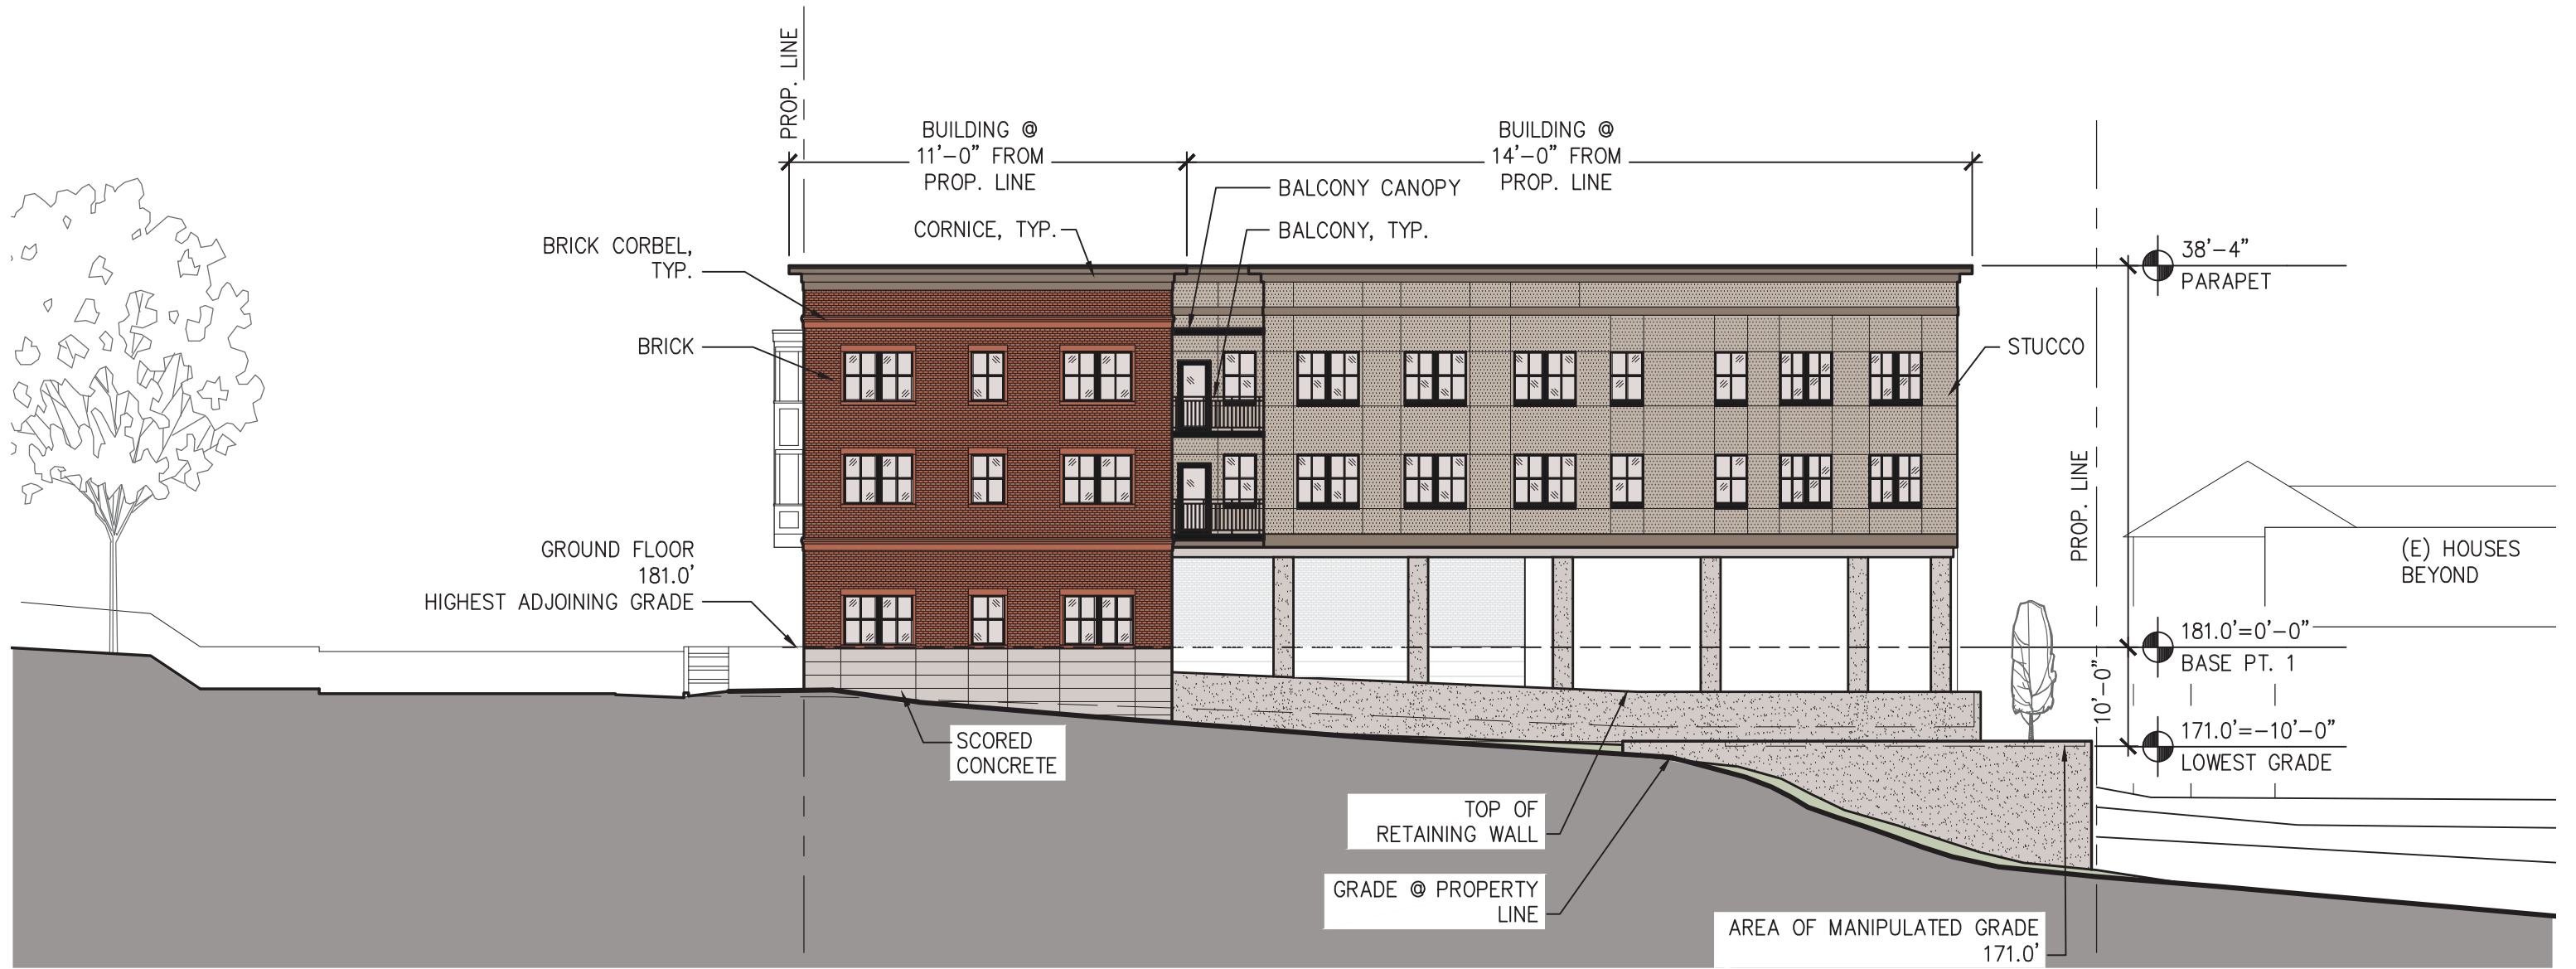 PROP. LINE
BUILDING @
11'-0" FROM
PROP. LINE
BUILDING @
14'-0" FROM
PROP. LINE
BALCONY CANOPY
CORNICE, TYP.
BALCONY, TYP.
BRICK CORBEL,
TYP.
38'-4"
PARAPET
BRICK
STUCCO
PROP. LINE
GROUND FLOOR
181.0'
HIGHEST ADJOINING GRADE
(E) HOUSES
BEYOND
181.0'=0'-0"
BASE PT. 1
10'-0"
171.0'=-10'-0"
LOWEST GRADE
SCORED
CONCRETE
TOP OF
RETAINING WALL
GRADE @ PROPERTY
LINE
AREA OF MANIPULATED GRADE
171.0'